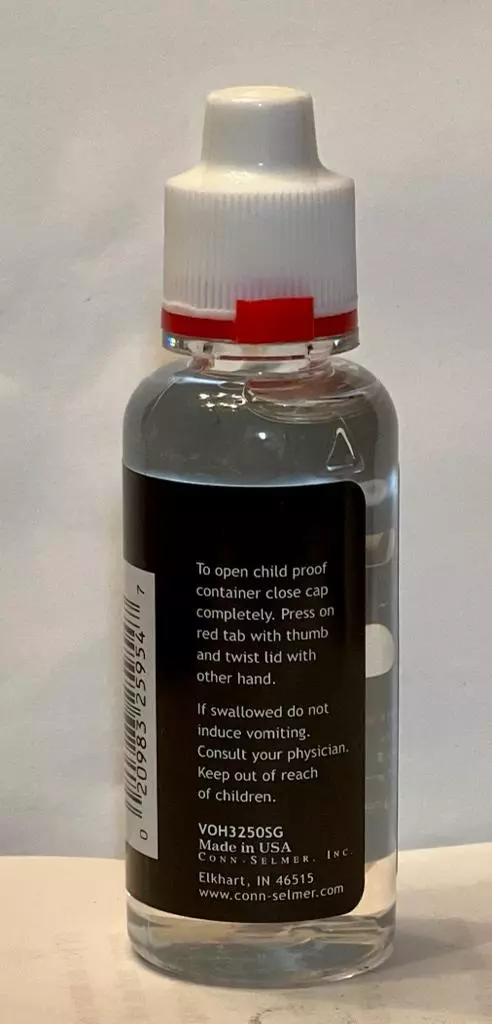 To open child proof
container close cap
completely. Press on
red tab with thumb
and twist lid with
other hand.
If swallowed do not
induce vomiting.
Consult your physician.
Keep out of reach
of children.
VOH3250SG
Made in USA
CONN-SELMER, INC.
Elkhart, IN 46515
www.conn-selmer.com
0 20983 25954 7